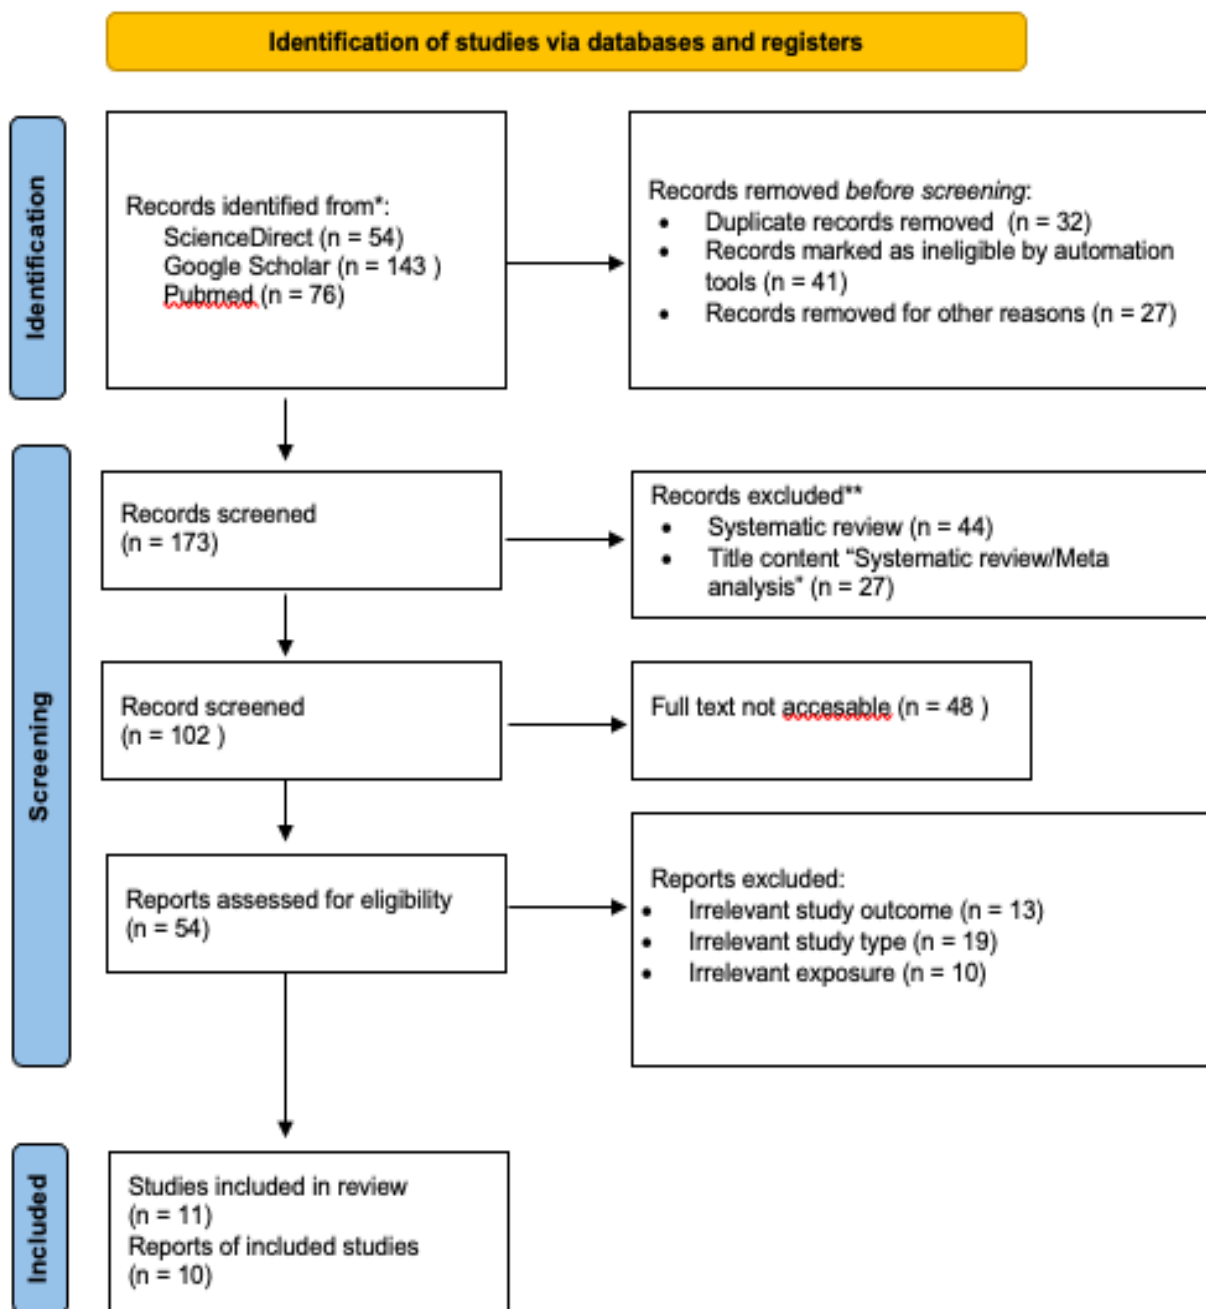 Identification of studies via databases and registers
Identification
Records identified from*:
ScienceDirect (n = 54)
Google Scholar (n = 143 )
Pubmed (n = 76)
Records removed before screening:
• Duplicate records removed (n = 32)
• Records marked as ineligible by automation
tools (n = 41)
• Records removed for other reasons (n = 27)
Screening
Records screened
(n = 173)
Records excluded**
• Systematic review (n = 44)
• Title content “Systematic review/Meta
analysis” (n = 27)
Record screened
(n = 102 )
Full text not accesable (n = 48 )
Reports assessed for eligibility
(n = 54)
Reports excluded:
• Irrelevant study outcome (n = 13)
• Irrelevant study type (n = 19)
• Irrelevant exposure (n = 10)
Included
Studies included in review
(n = 11)
Reports of included studies
(n = 10)